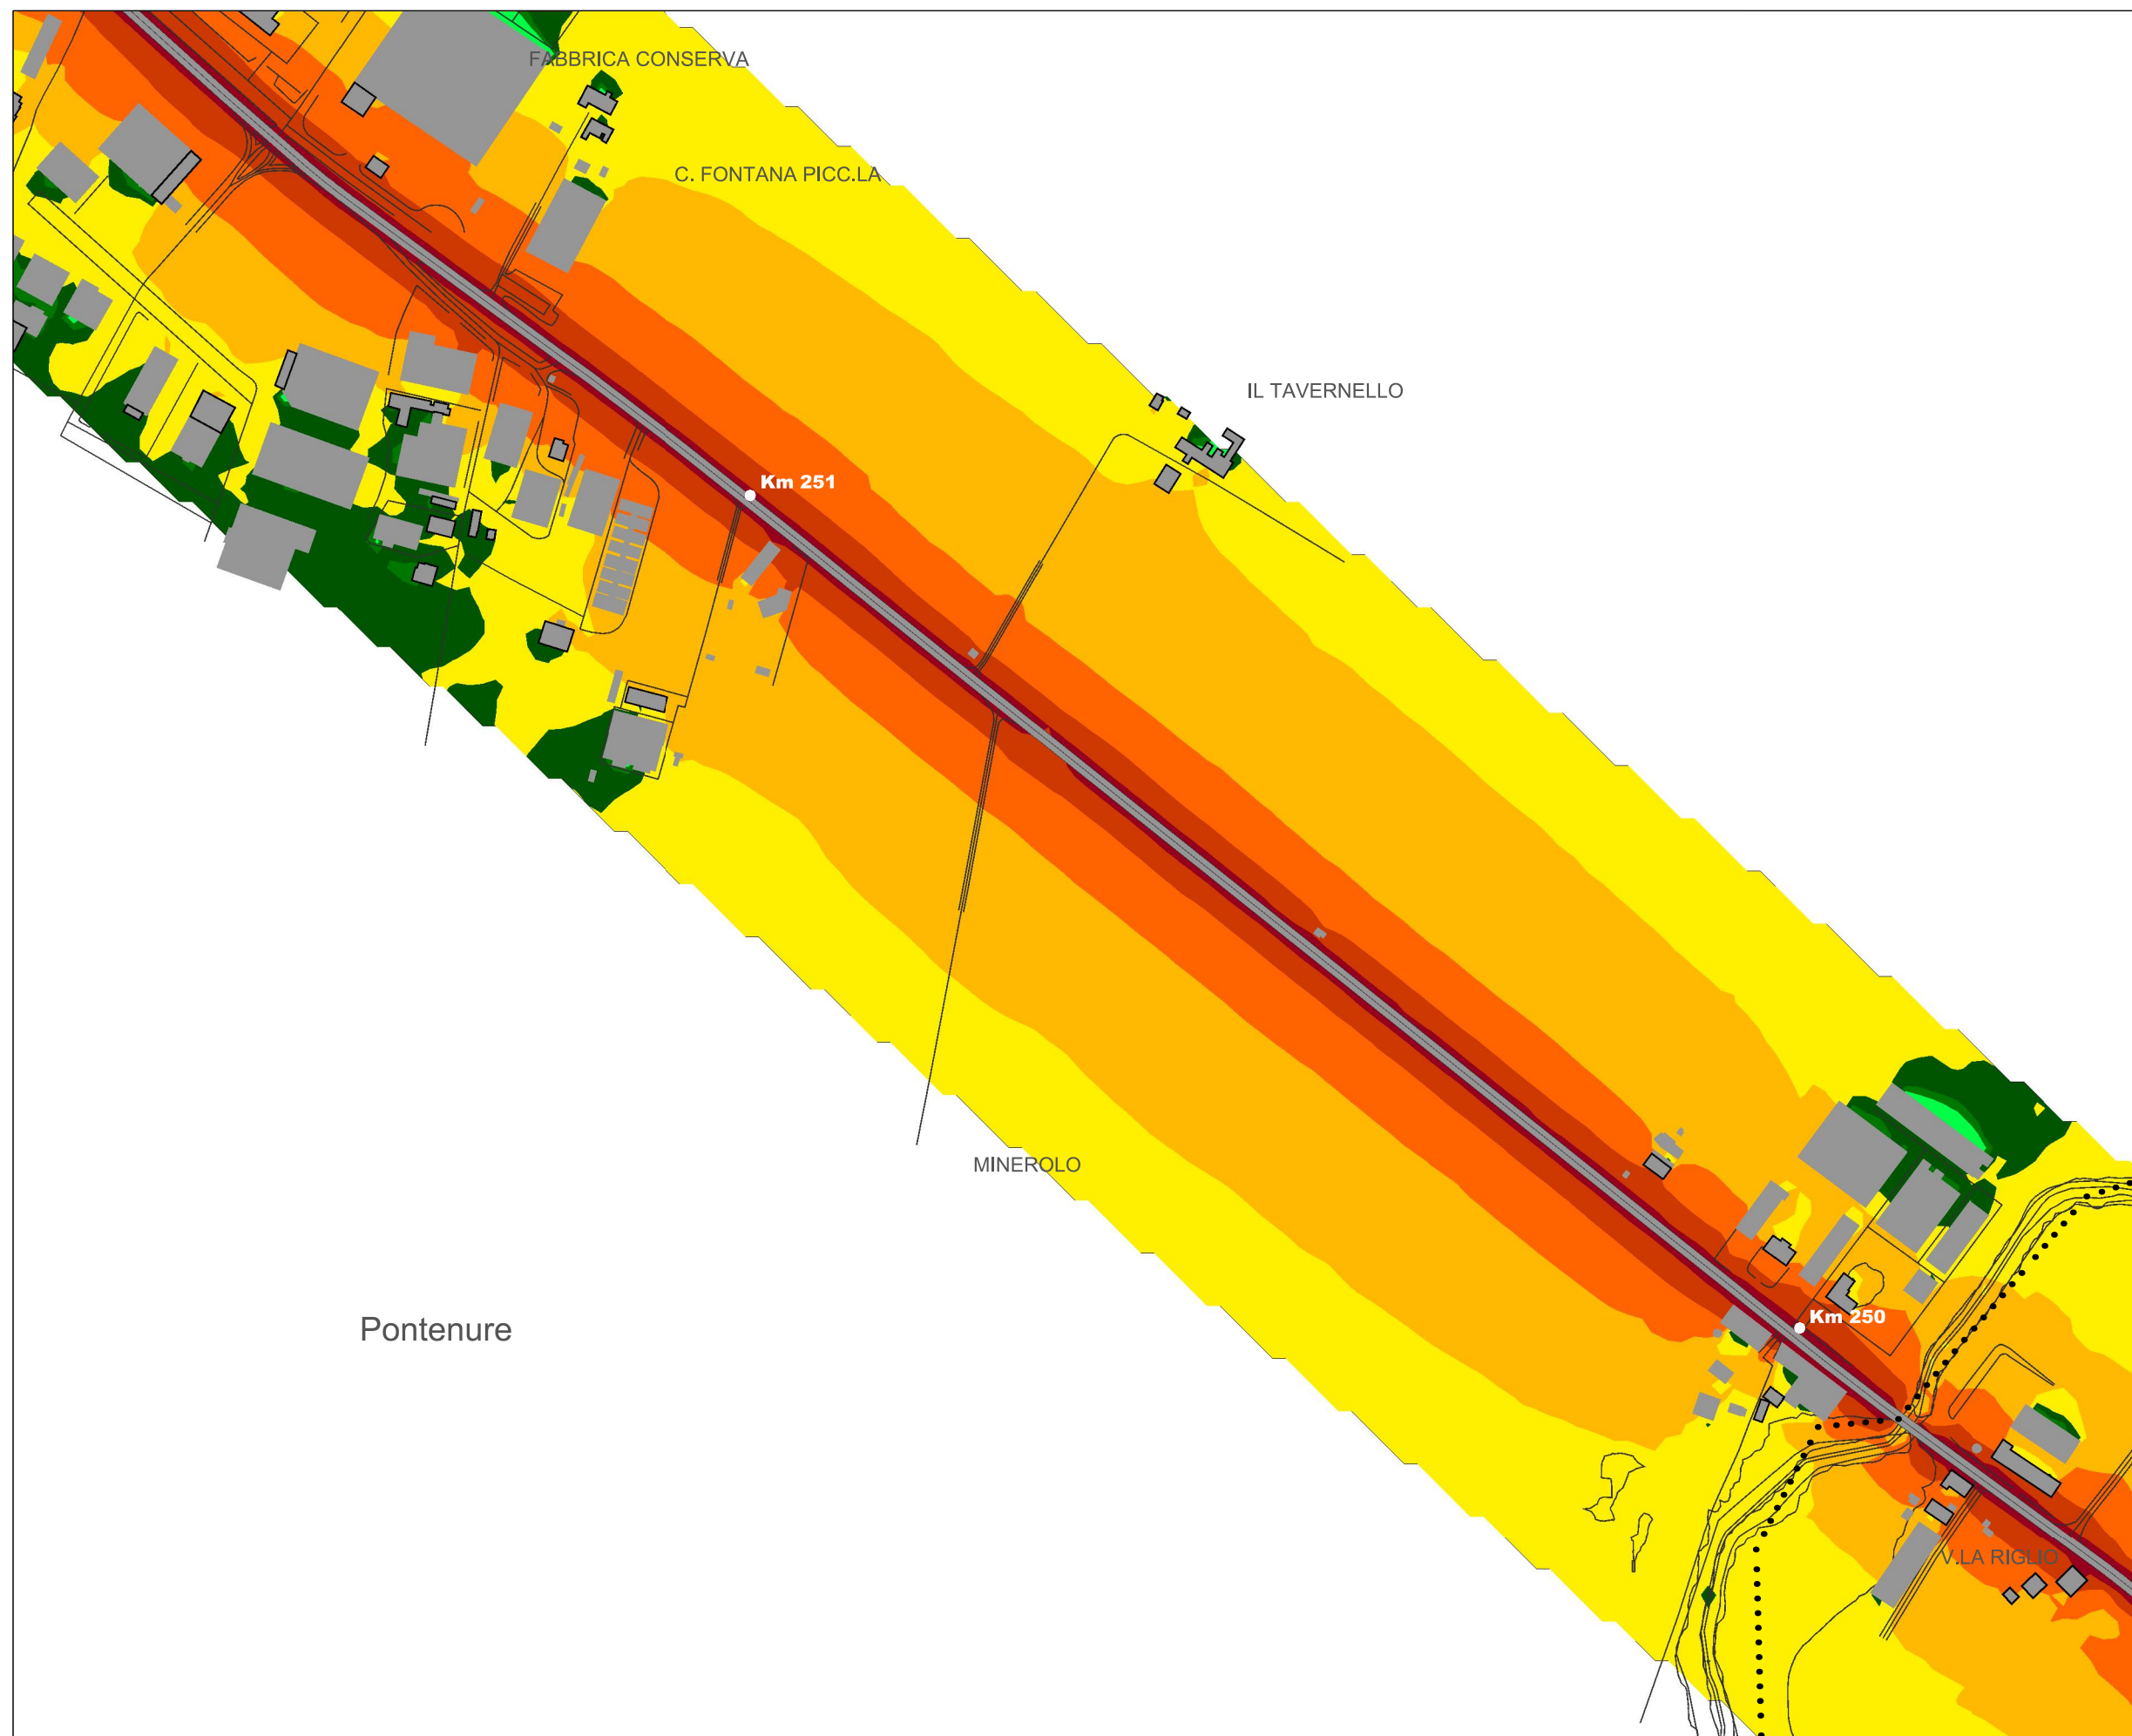 FABBRICA CONSERVA
C. FONTANA PICC.LA
IL TAVERNELLO
Km 251
MINEROLO
Km 250
Pontenure
V.LA RIGLIO